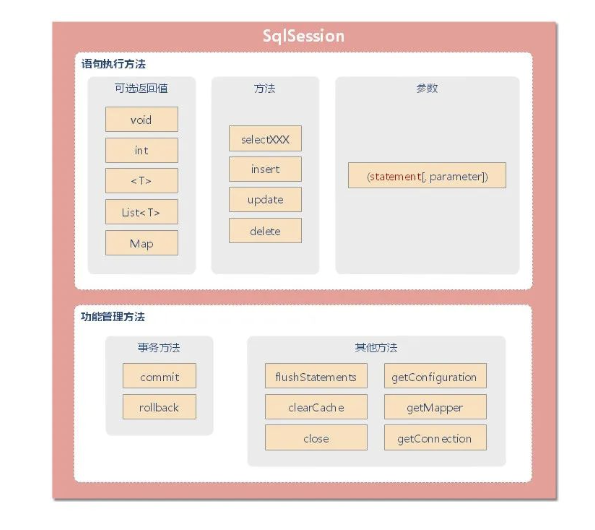 SqlSession
语句执行方法
可选返回值
void
int
<T>
List<T>
Map
方法
selectXXX
insert
update
delete
参数
(statement[, parameter])
功能管理方法
事务方法
commit
rollback
其他方法
flushStatements
getConfiguration
clearCache
getMapper
close
getConnection